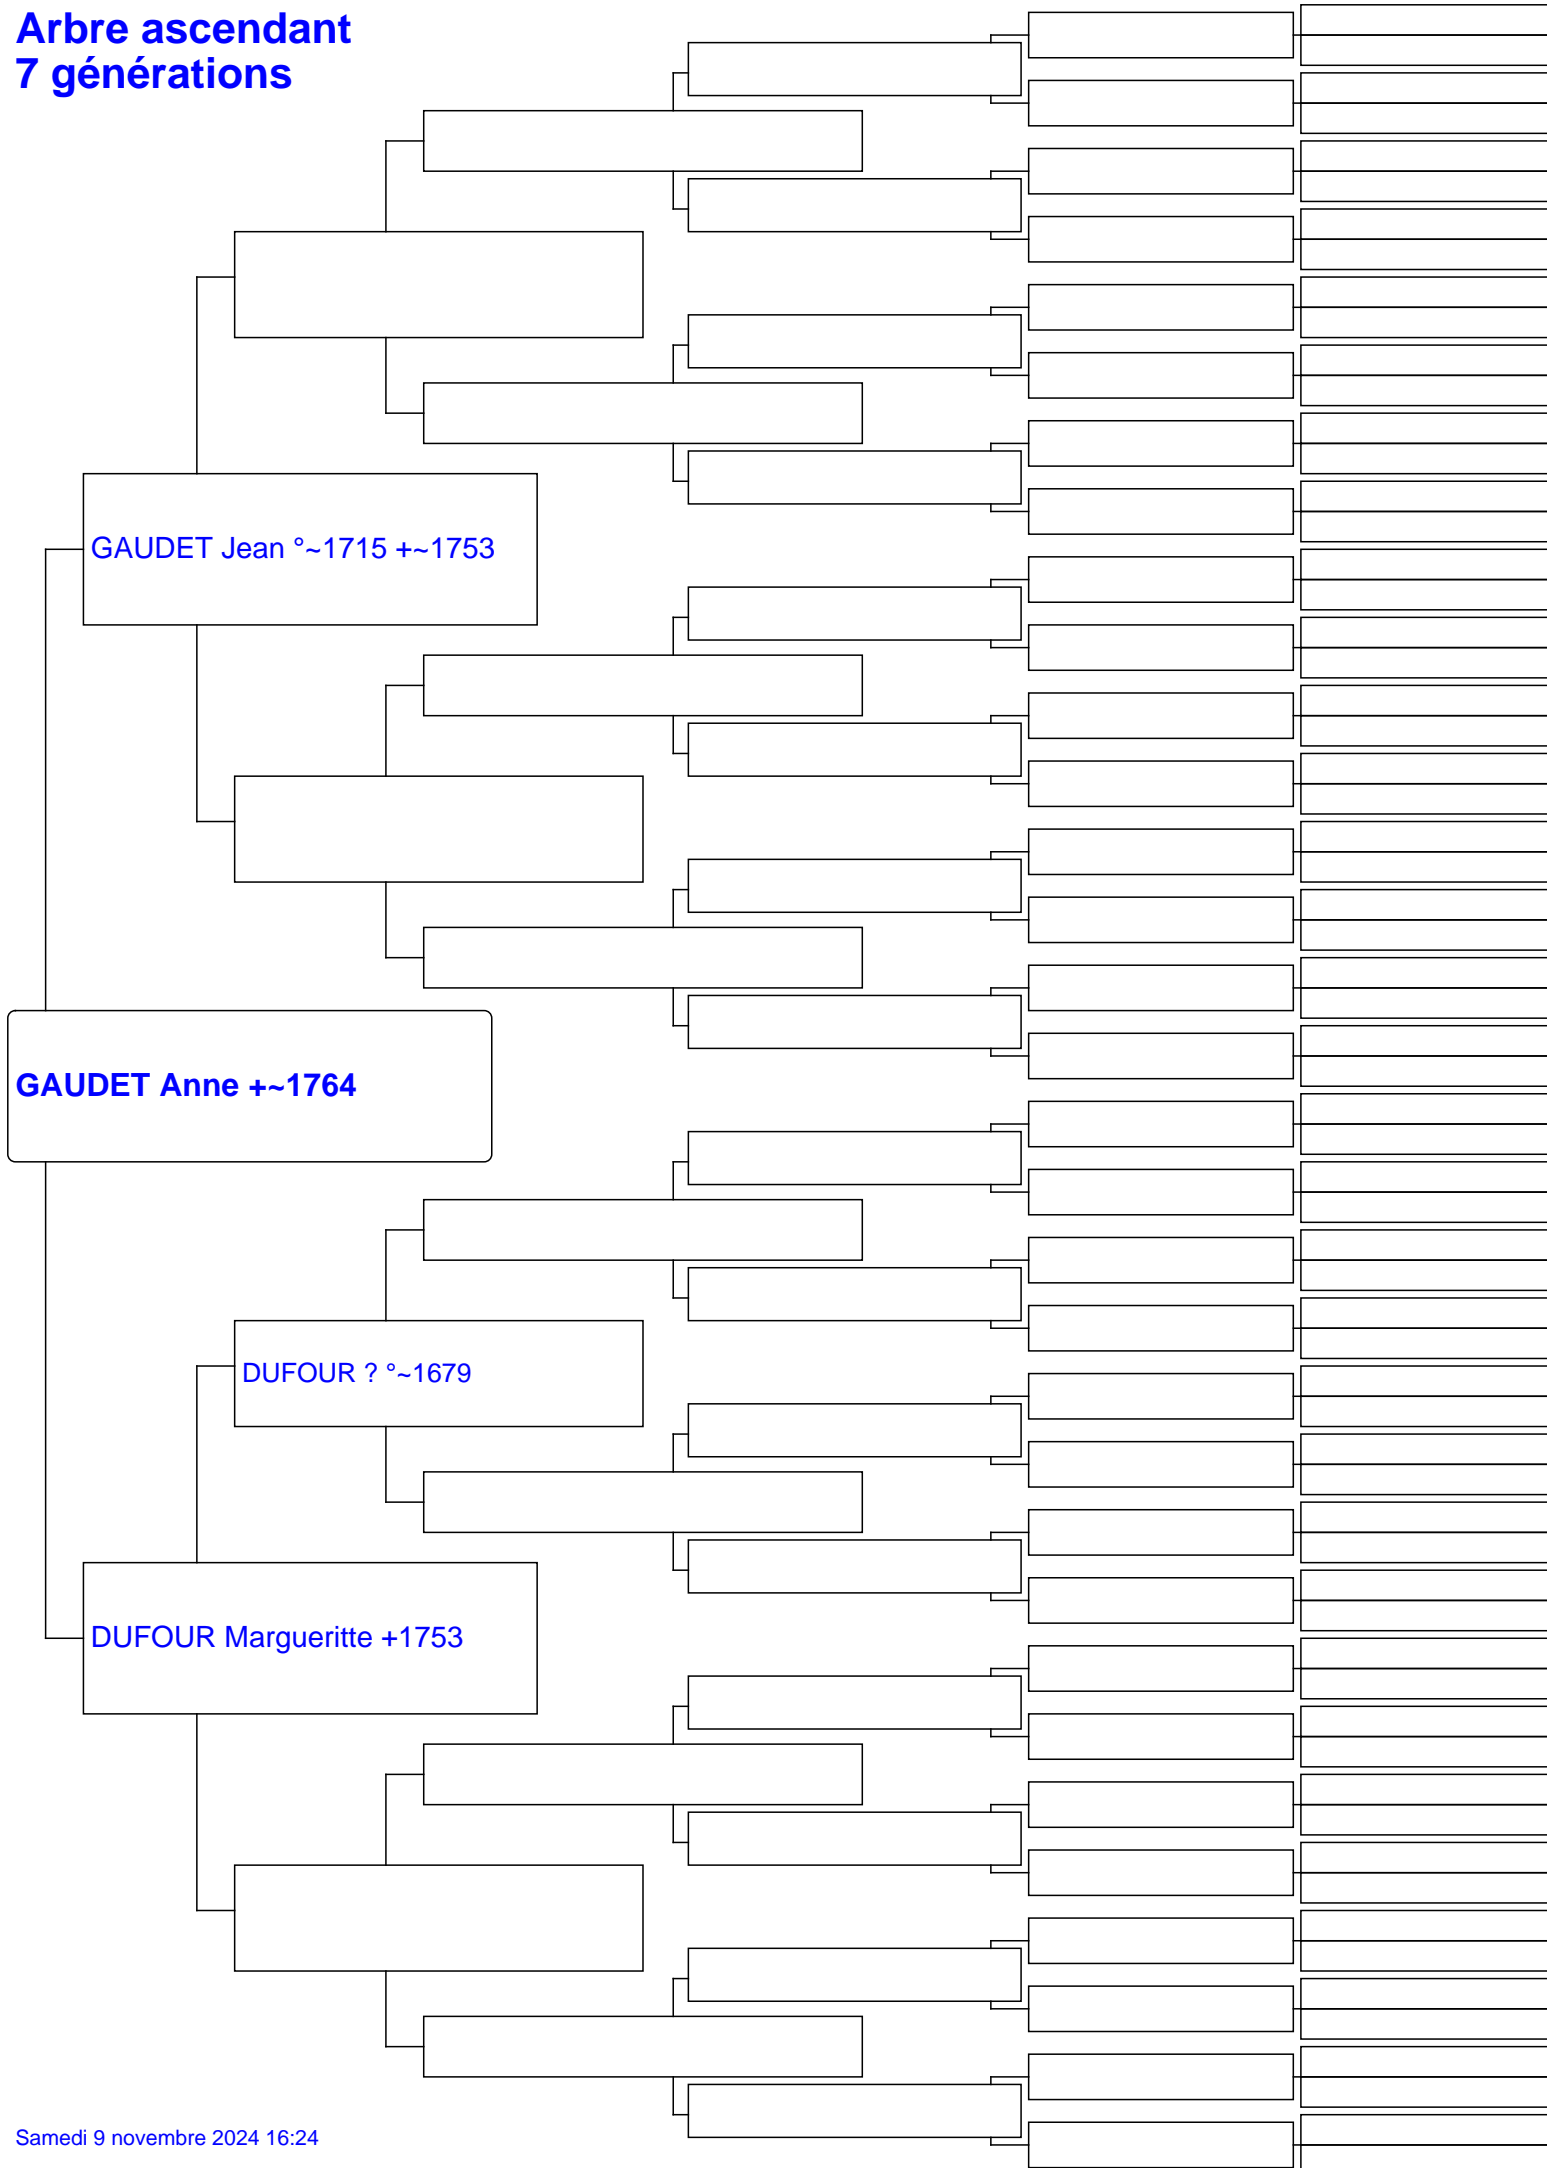 Arbre ascendant
7 générations
GAUDET Jean °~1715 +~1753
GAUDET Anne +~1764
DUFOUR ? °~1679
DUFOUR Margueritte +1753
Samedi 9 novembre 2024 16:24